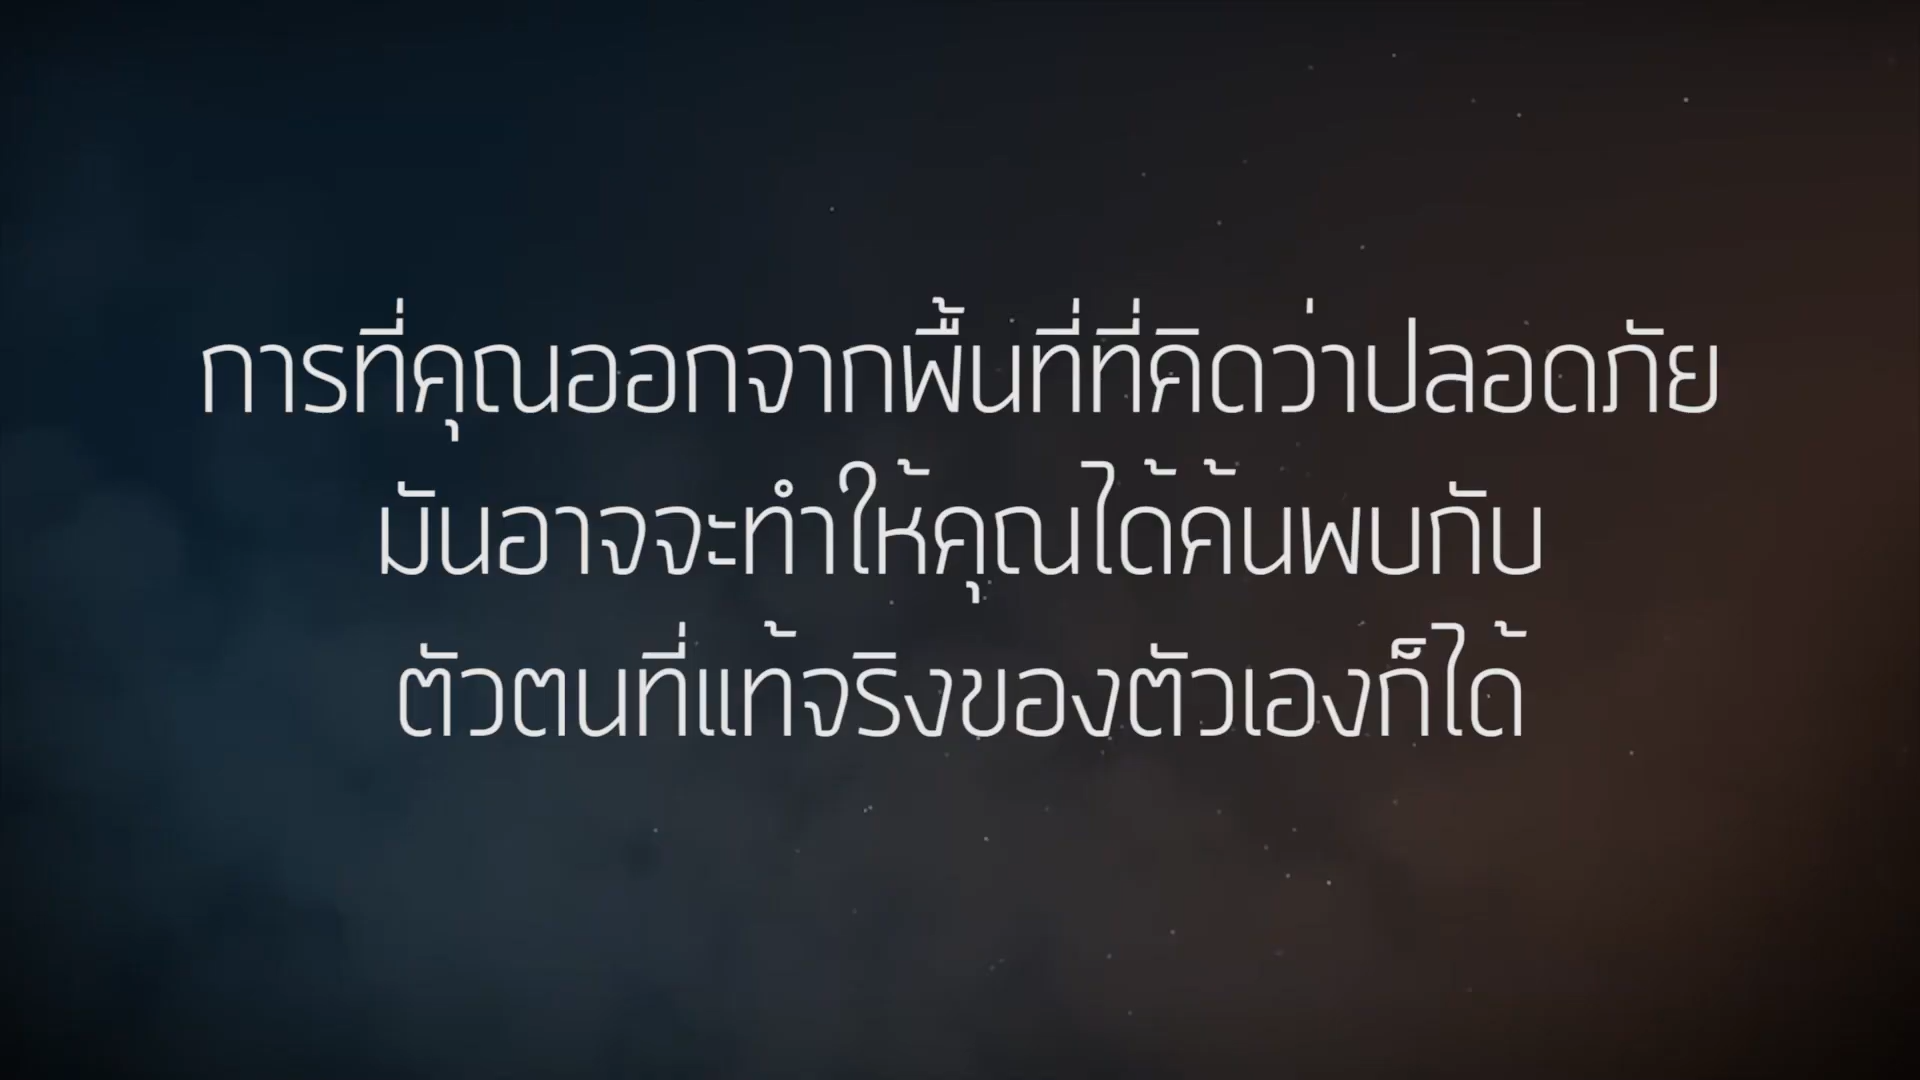 การที่คุณออกจากพื้นที่ที่คิดว่าปลอดภัย
มันอาจจะทำให้คุณได้ค้นพบกับ
ตัวตนที่แท้จริงของตัวเองก็ได้